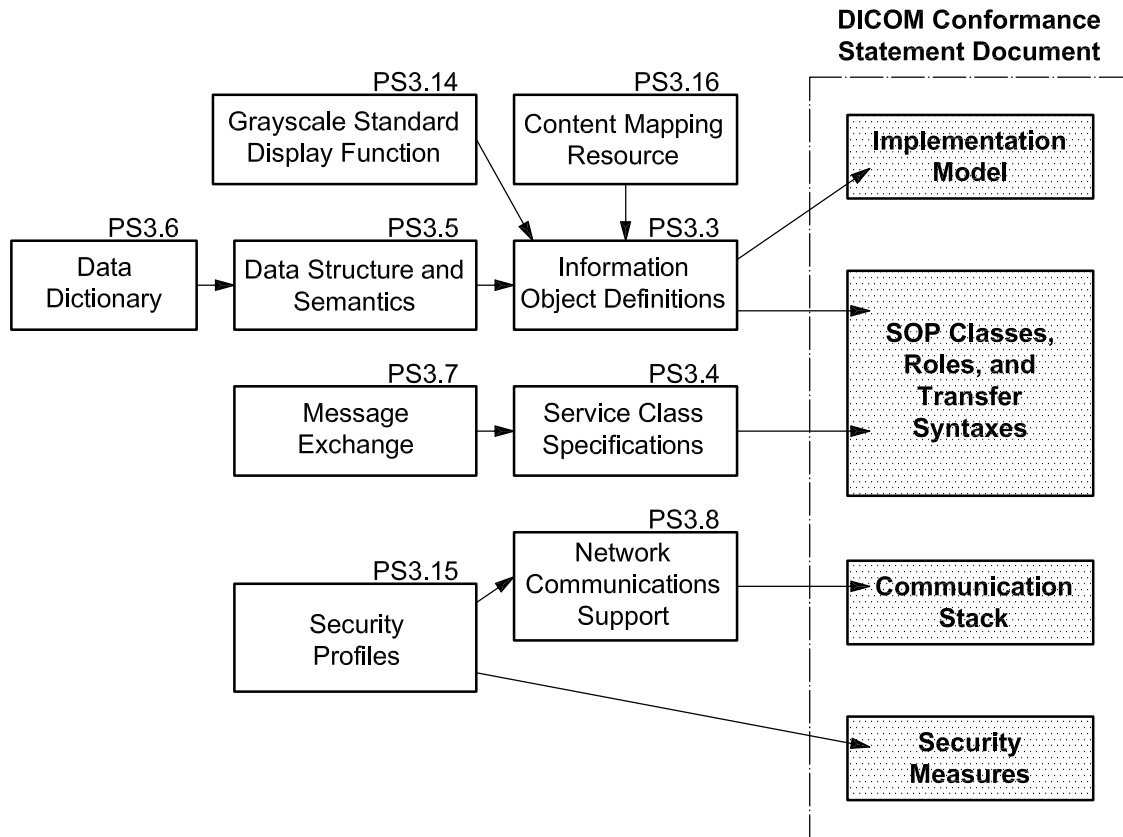 DICOM Conformance
Statement Document
PS3.14
Grayscale Standard
Display Function
PS3.16
Content Mapping
Resource
Implementation
Model
PS3.6
Data
Dictionary
PS3.5
Data Structure and
Semantics
PS3.3
Information
Object Definitions
SOP Classes,
Roles, and
Transfer
Syntaxes
PS3.7
Message
Exchange
PS3.4
Service Class
Specifications
PS3.8
Network
Communications
Support
PS3.15
Security
Profiles
Communication
Stack
Security
Measures